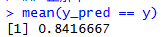 > mean(y_pred == y)
[1] 0.8416667